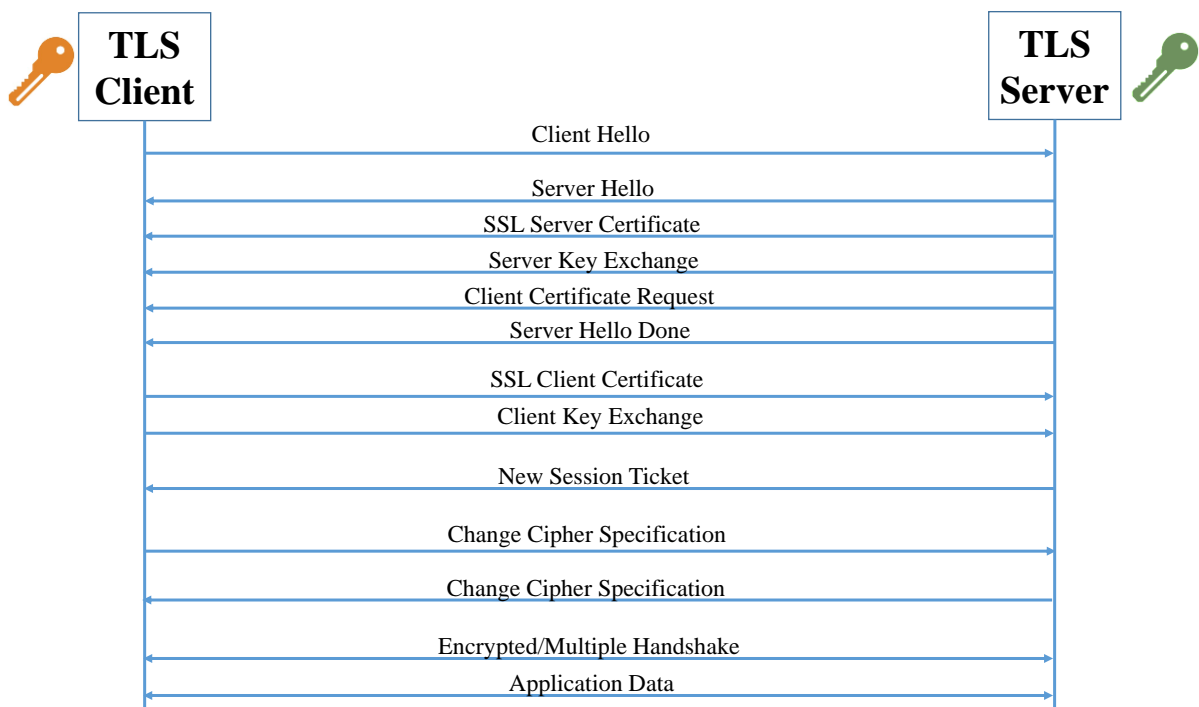 TLS
Client
TLS
Server
Client Hello
Server Hello
SSL Server Certificate
Server Key Exchange
Client Certificate Request
Server Hello Done
SSL Client Certificate
Client Key Exchange
New Session Ticket
Change Cipher Specification
Change Cipher Specification
Encrypted/Multiple Handshake
Application Data